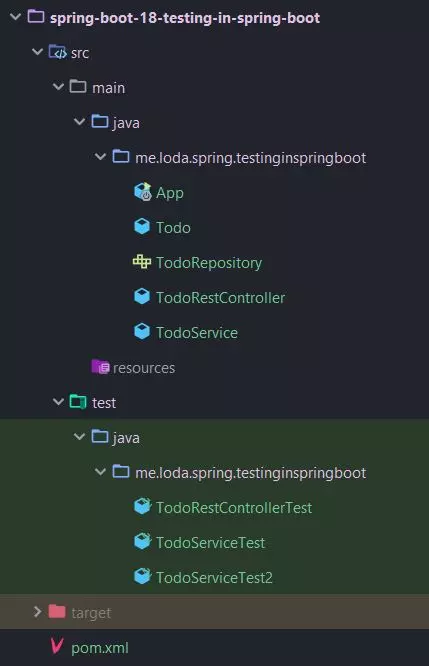 spring-boot-18-testing-in-spring-boot
src
main
java
me.loda.spring.testinginspringboot
App
Todo
TodoRepository
TodoRestController
TodoService
resources
test
java
me.loda.spring.testinginspringboot
TodoRestControllerTest
TodoServiceTest
TodoServiceTest2
target
pom.xml